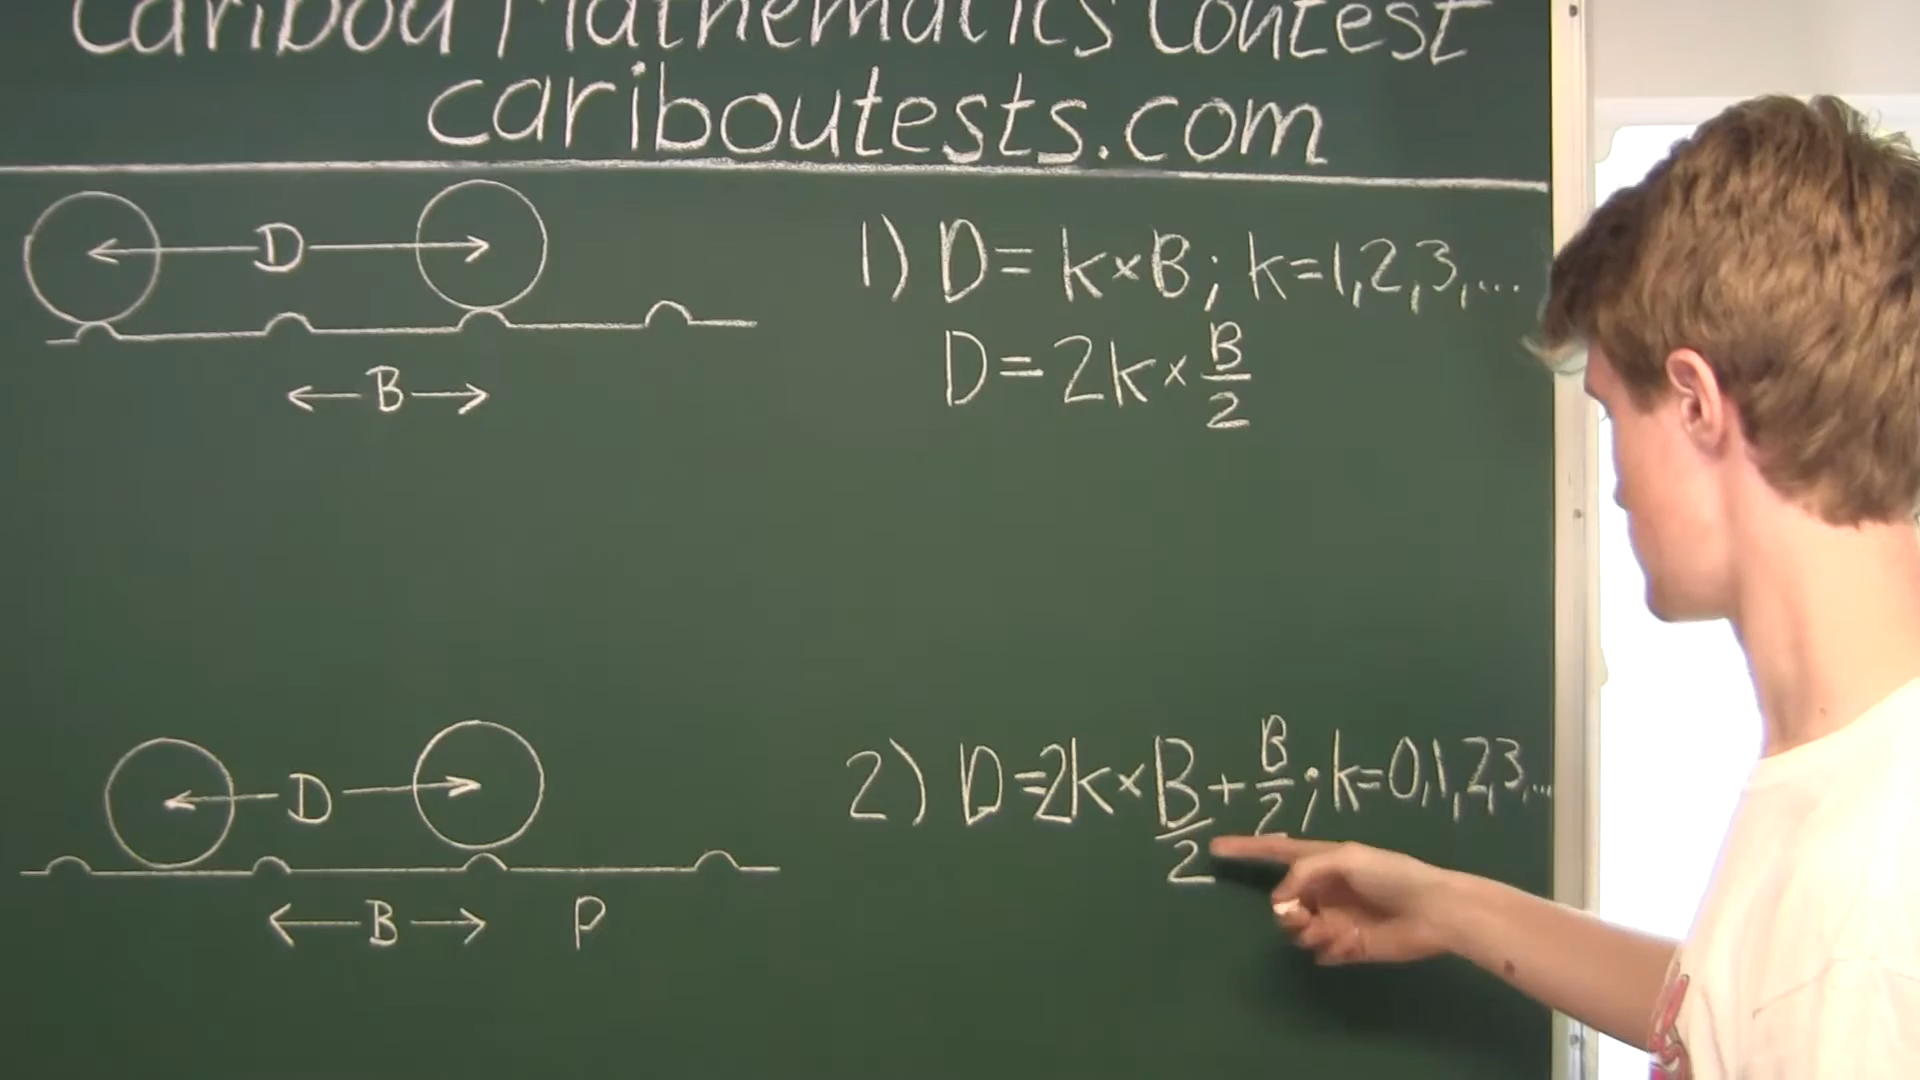 Caribou Mathematics Contest
cariboutests.com
D
B
1) D = k×B; k=1,2,3,...
D = 2k × B/2
D
B
P
2) D=2k× B/2 + B/2; k=0,1,2,3,...